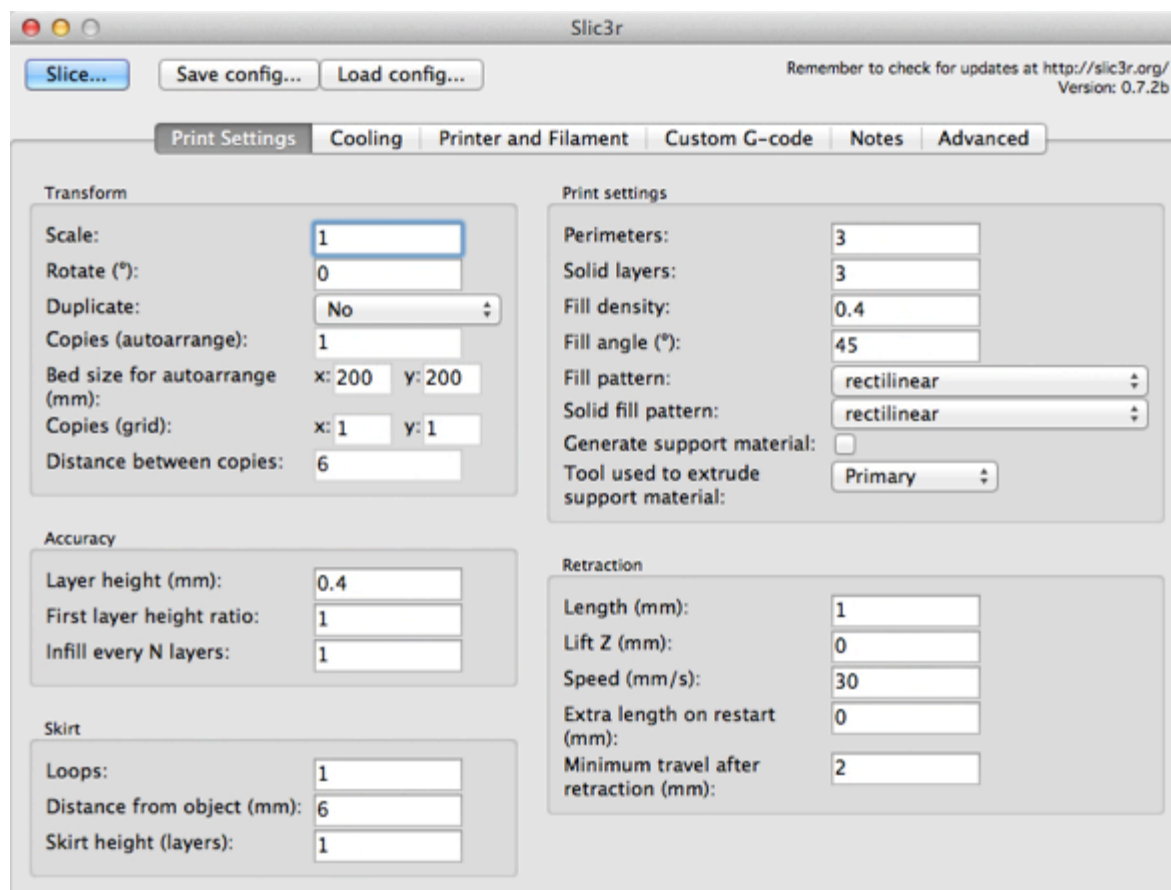 Slic3r
Slice...
Save config...
Load config...
Remember to check for updates at http://slic3r.org/
Version: 0.7.2b
Print Settings
Cooling
Printer and Filament
Custom G-code
Notes
Advanced
Transform
Scale: 1
Rotate (°): 0
Duplicate: No
Copies (autoarrange): 1
Bed size for autoarrange x: 200 y: 200
(mm):
Copies (grid): x: 1 y: 1
Distance between copies: 6
Accuracy
Layer height (mm): 0.4
First layer height ratio: 1
Infill every N layers: 1
Skirt
Loops: 1
Distance from object (mm): 6
Skirt height (layers): 1
Print settings
Perimeters: 3
Solid layers: 3
Fill density: 0.4
Fill angle (°): 45
Fill pattern: rectilinear
Solid fill pattern: rectilinear
Generate support material:
Tool used to extrude Primary
support material:
Retraction
Length (mm): 1
Lift Z (mm): 0
Speed (mm/s): 30
Extra length on restart 0
(mm):
Minimum travel after 2
retraction (mm):